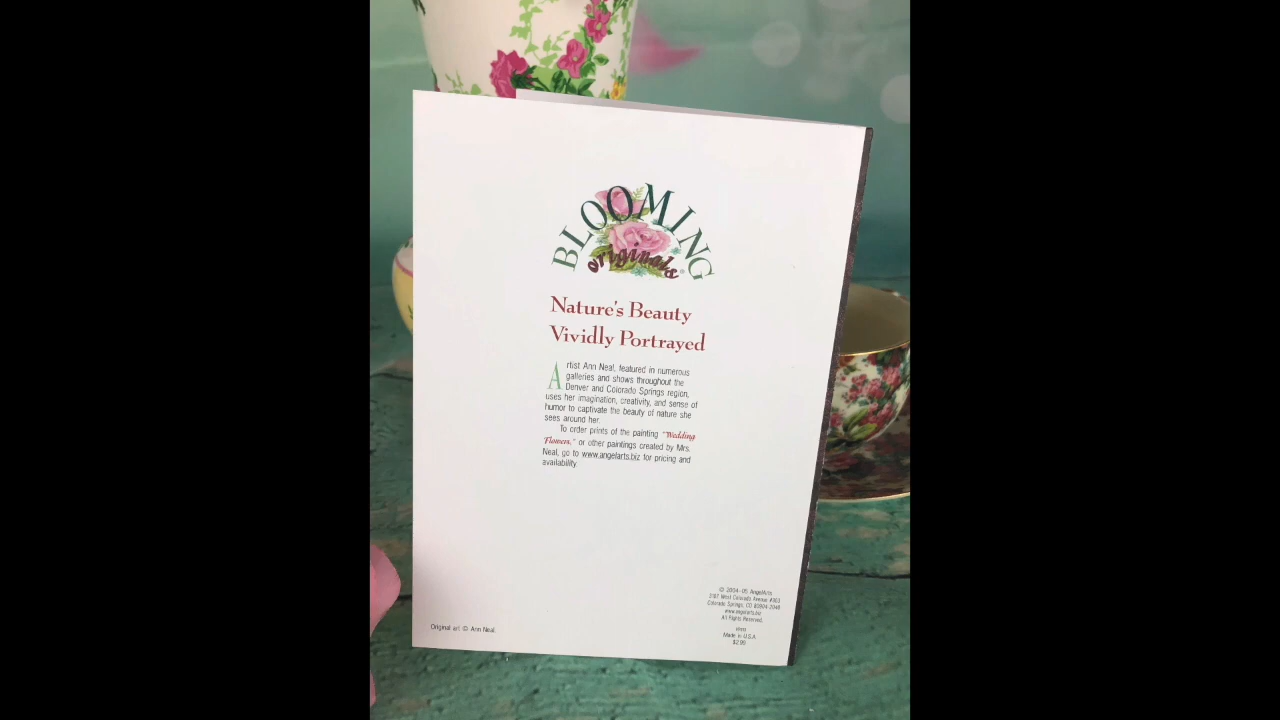 BLOOMING
originals®
Nature's Beauty
Vividly Portrayed
Artist Ann Neal, featured in numerous
galleries and shows throughout the
Denver and Colorado Springs region,
uses her imagination, creativity, and sense of
humor to captivate the beauty of nature she
sees around her.
To order prints of the painting "Wedding
Flowers," or other paintings created by Mrs.
Neal, go to www.angelarts.biz for pricing and
availability.
© 2004-05 AngelArts
West Colorado Avenue
Colorado Springs, CO
www.angelarts.biz
All Rights Reserved.
Made in U.S.A.
$2.95
Original art © Ann Neal.